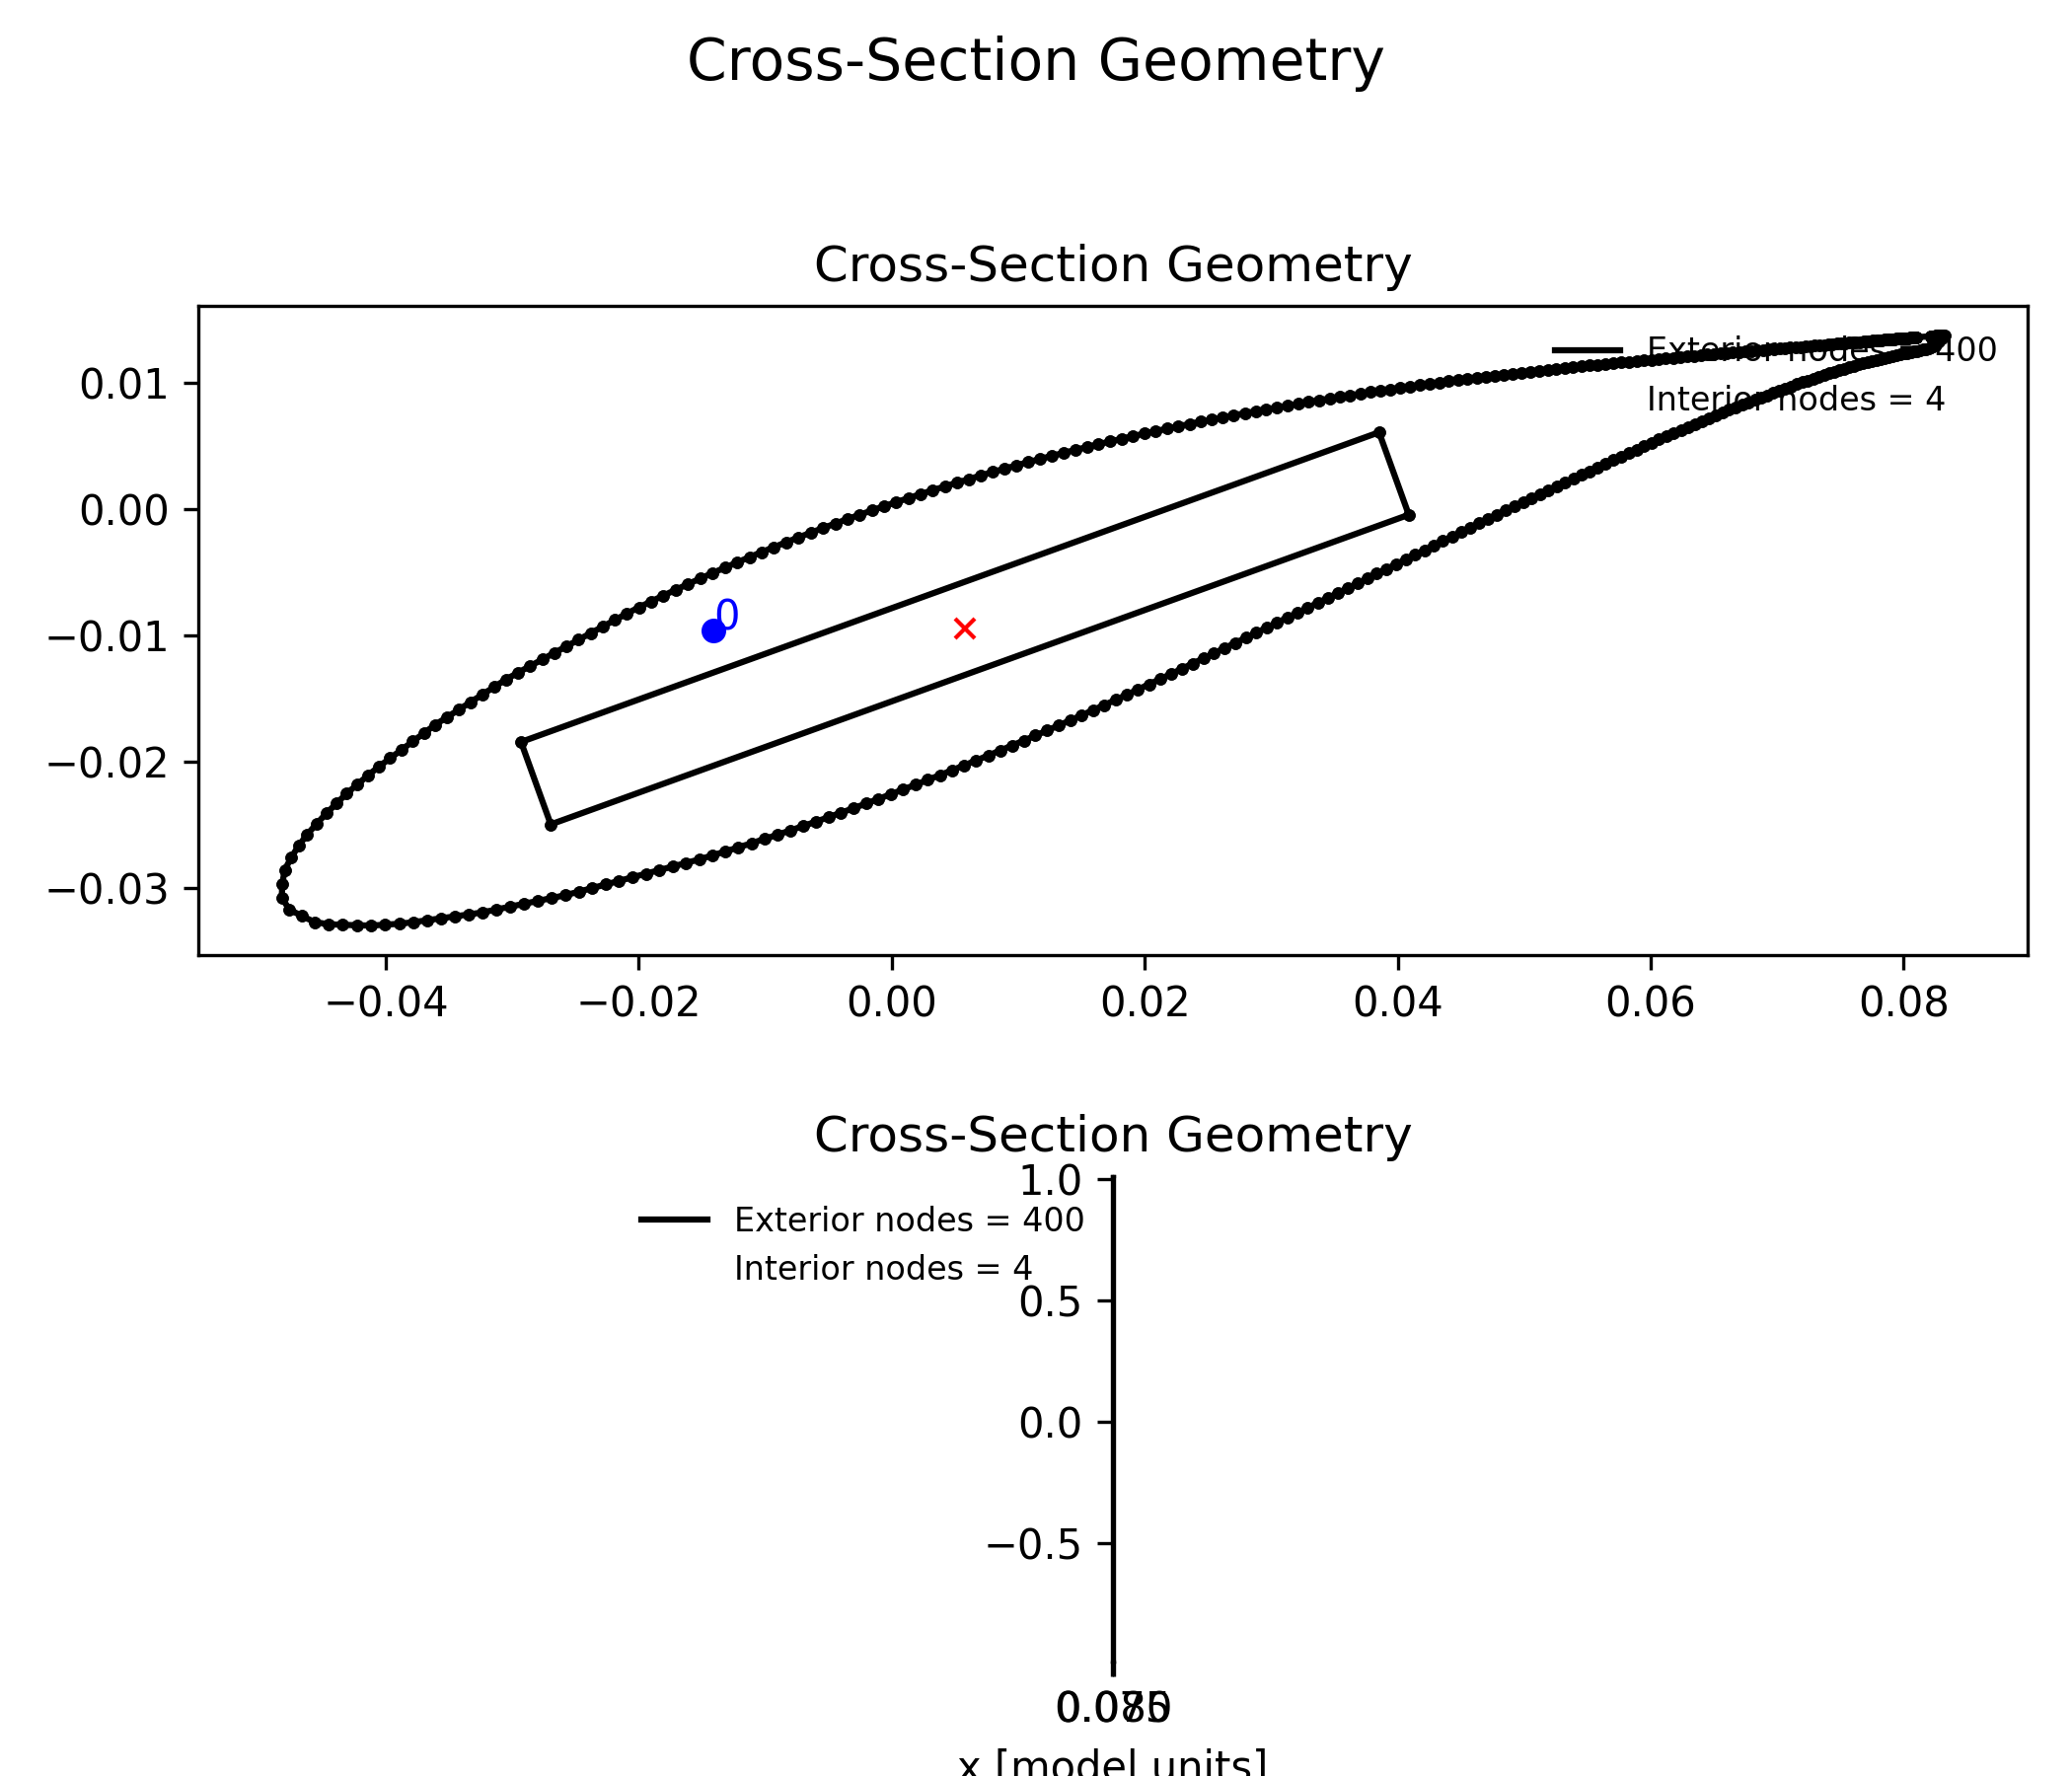 Cross-Section Geometry
Cross-Section Geometry
Exterior nodes = 400
Interior nodes = 4
0.01
0.00
−0.01
−0.02
−0.03
0
−0.04 −0.02 0.00 0.02 0.04 0.06 0.08
Cross-Section Geometry
Exterior nodes = 400
Interior nodes = 4
1.0
0.5
0.0
−0.5
x [model units]